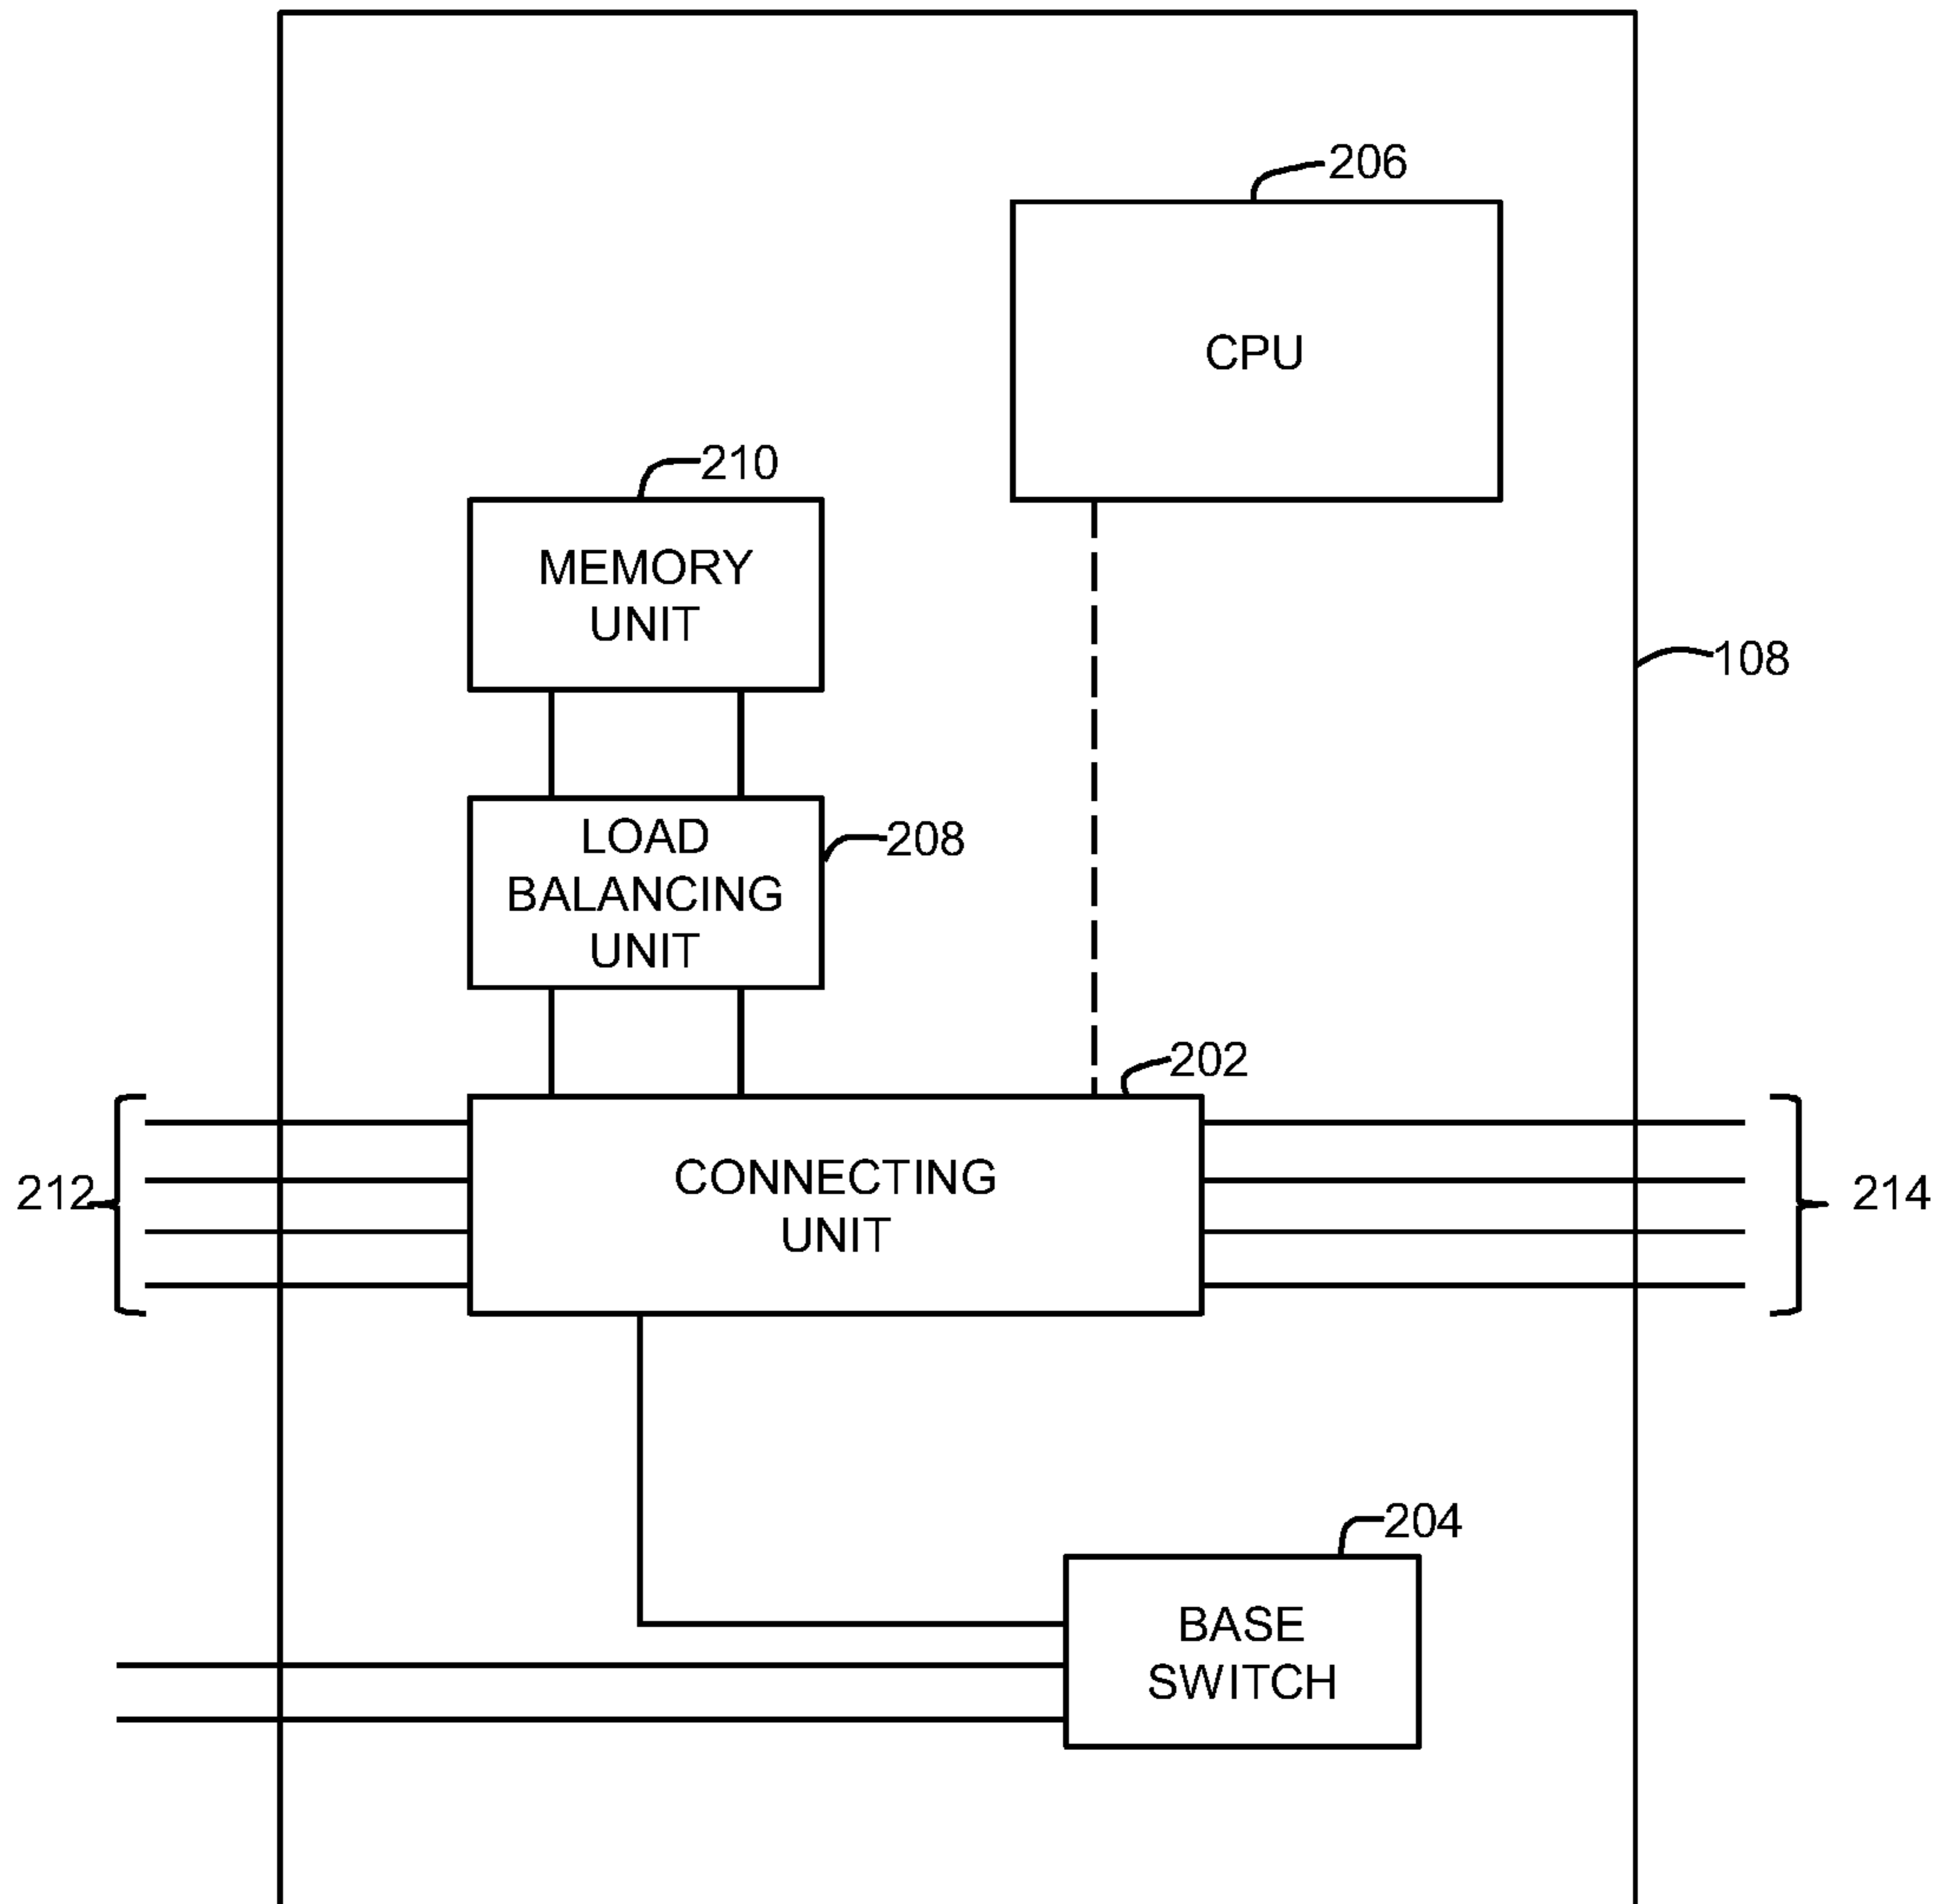 206
CPU
210
MEMORY
UNIT
108
LOAD
BALANCING
UNIT
208
202
212
CONNECTING
UNIT
214
204
BASE
SWITCH